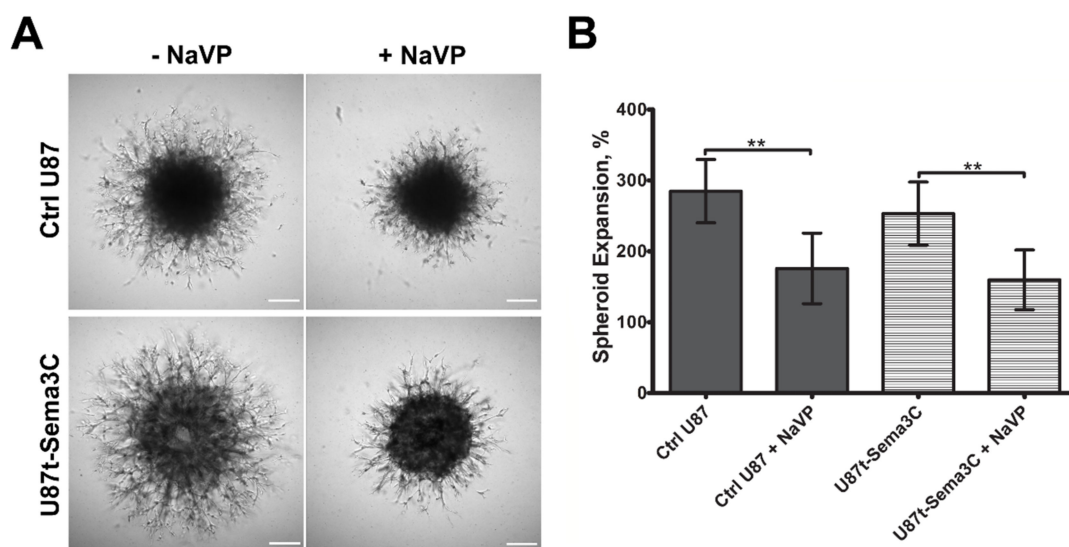 A
B
- NaVP
+ NaVP
Ctrl U87
U87t-Sema3C
Spheroid Expansion, %
400
300
200
100
0
**
**
Ctrl U87
Ctrl U87 + NaVP
U87t-Sema3C
U87t-Sema3C + NaVP